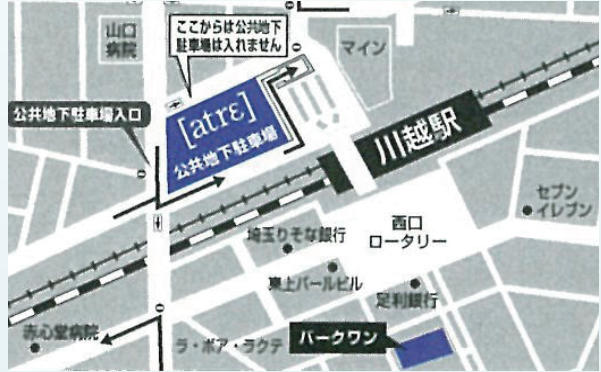 山口
病院
ここからは公共地下
駐車場は入れません
マイン
公共地下駐車場入口
[atrε]
公共地下駐車場
川越駅
セブン
イレブン
西口
ロータリー
埼玉りそな銀行
東上パールビル
足利銀行
赤心堂病院
ラ・ボア・ラクテ
パークワン